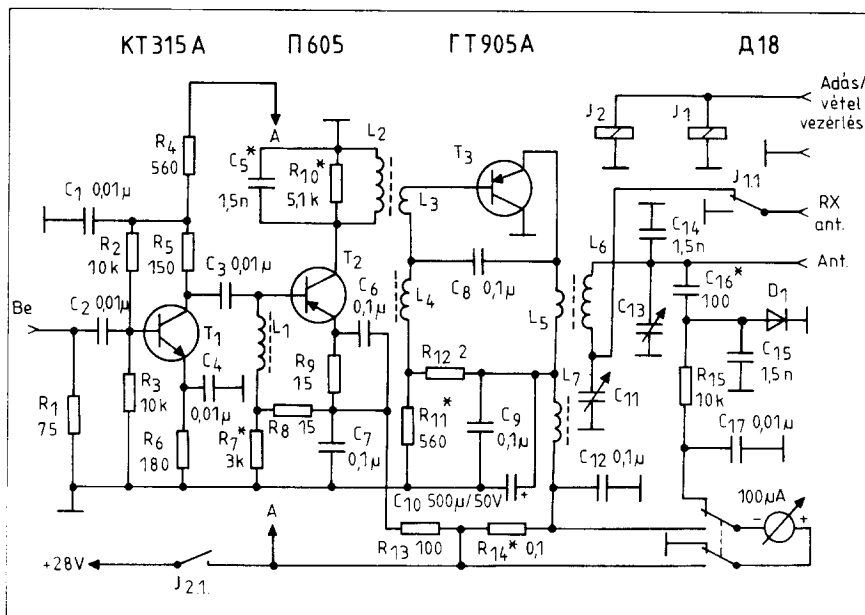 КТ315А П605 ГТ905А Д18
Adás/
vétel
vezérlés
J2
J1
A
R4
560
C5*
1,5n
R10*
5,1k
L2
T3
J1.1
C1 0,01µ
L3
RX
ant.
R2
10k
R5
150
C3
0,01µ
T2
C6
0,1µ
C8
0,1µ
L6
C14
1,5n
Ant.
C16*
100
D1
Be
C2
0,01µ
T1
L1
L4
L5
C13
R9
15
R12 2
L7
C11
C15
1,5n
R15
10k
R1
75
R3
10k
C4
0,01µ
R6
180
R7*
3k
R8
15
C7
0,1µ
R11*
560
C9
0,1µ
C17 0,01µ
C12 0,1µ
C10 500µ/50V
+
100µA
- +
A
R13
100
R14* 0,1
+28V
J2.1.